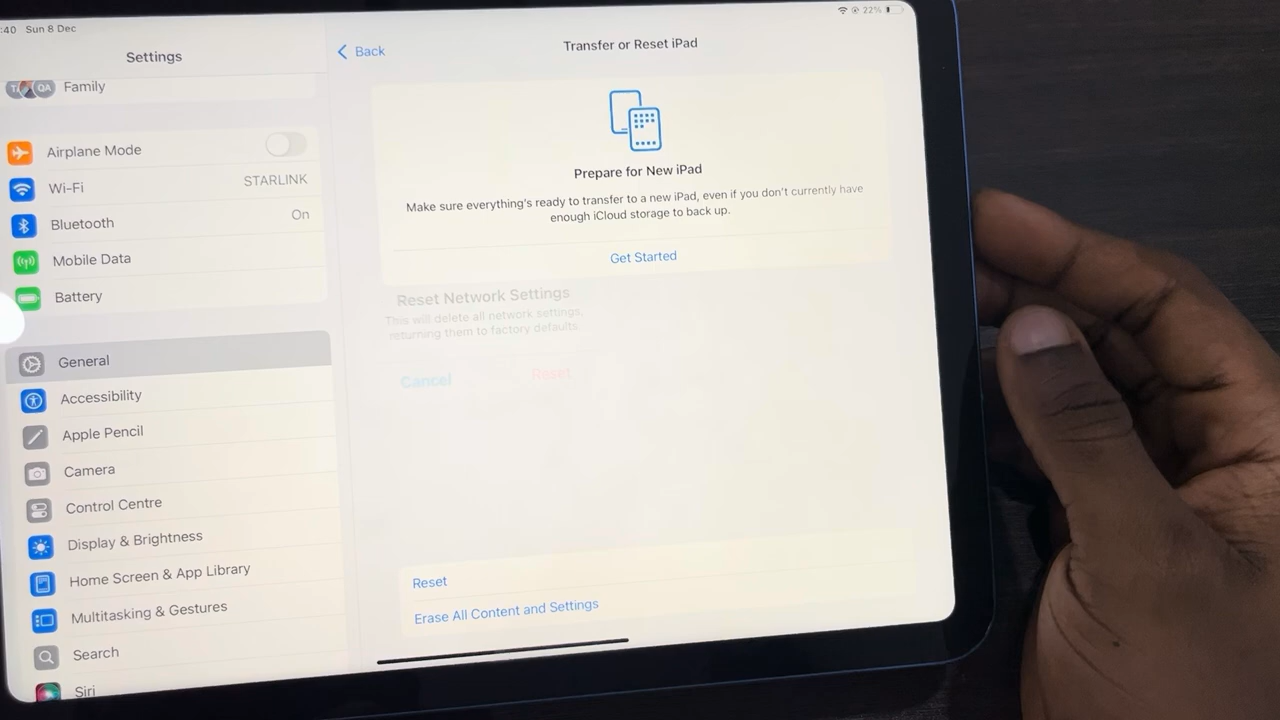 :40 Sun 8 Dec
22%
Settings
Back
Transfer or Reset iPad
Family
QA
Airplane Mode
Wi-Fi
STARLINK
Bluetooth
On
Mobile Data
Battery
General
Accessibility
Apple Pencil
Camera
Control Centre
Display & Brightness
Home Screen & App Library
Multitasking & Gestures
Search
Siri
Prepare for New iPad
Make sure everything's ready to transfer to a new iPad, even if you don't currently have
enough iCloud storage to back up.
Get Started
Reset Network Settings
This will delete all network settings,
returning them to factory defaults.
Cancel
Reset
Reset
Erase All Content and Settings